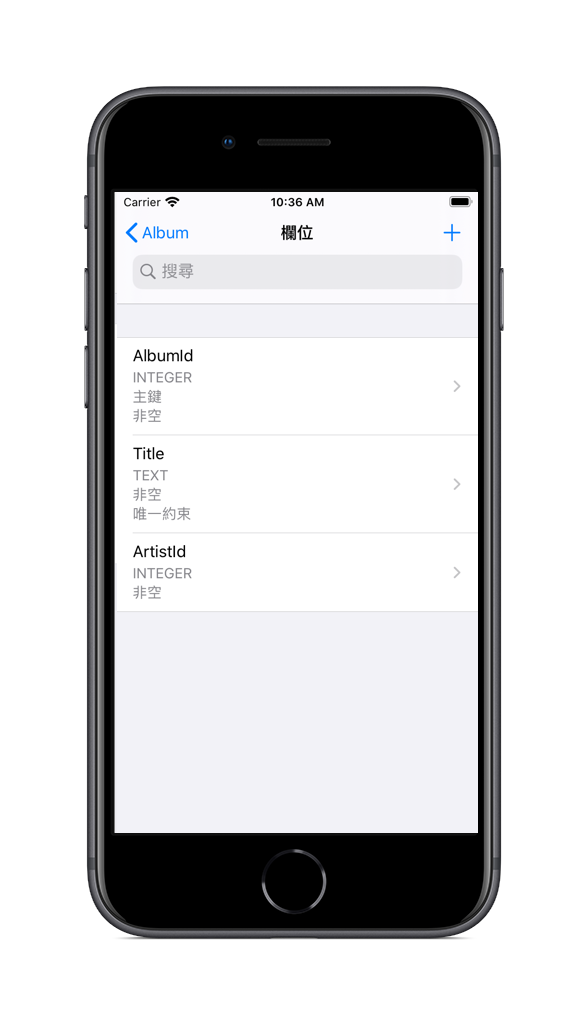 Carrier 10:36 AM
Album 欄位
搜尋
AlbumId
INTEGER
主鍵
非空
Title
TEXT
非空
唯一約束
ArtistId
INTEGER
非空